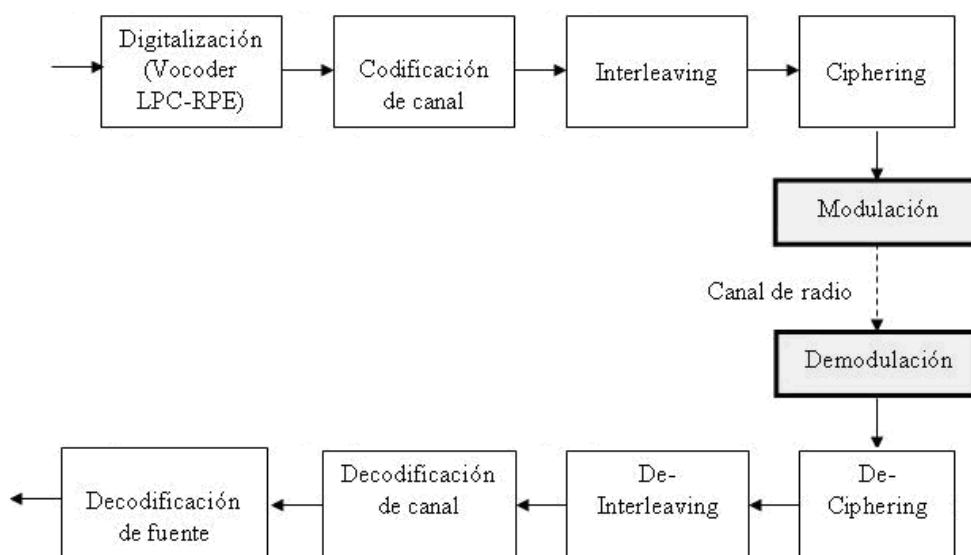 Digitalización
(Vocoder
LPC-RPE)
Codificación
de canal
Interleaving
Ciphering
Modulación
Canal de radio
Demodulación
De-
Ciphering
De-
Interleaving
Decodificación
de canal
Decodificación
de fuente